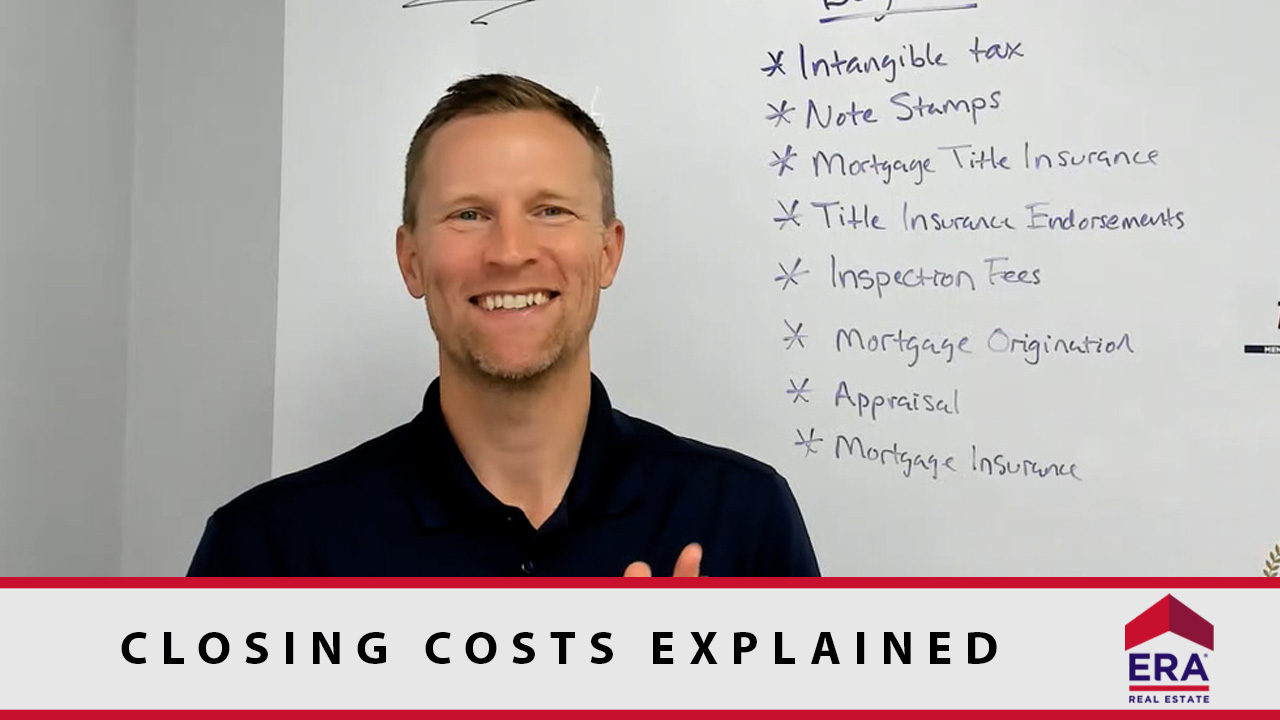 * Intangible tax
* Note Stamps
* Mortgage Title Insurance
* Title Insurance Endorsements
* Inspection Fees
* Mortgage Origination
* Appraisal
* Mortgage Insurance
CLOSING COSTS EXPLAINED
ERA®
REAL ESTATE